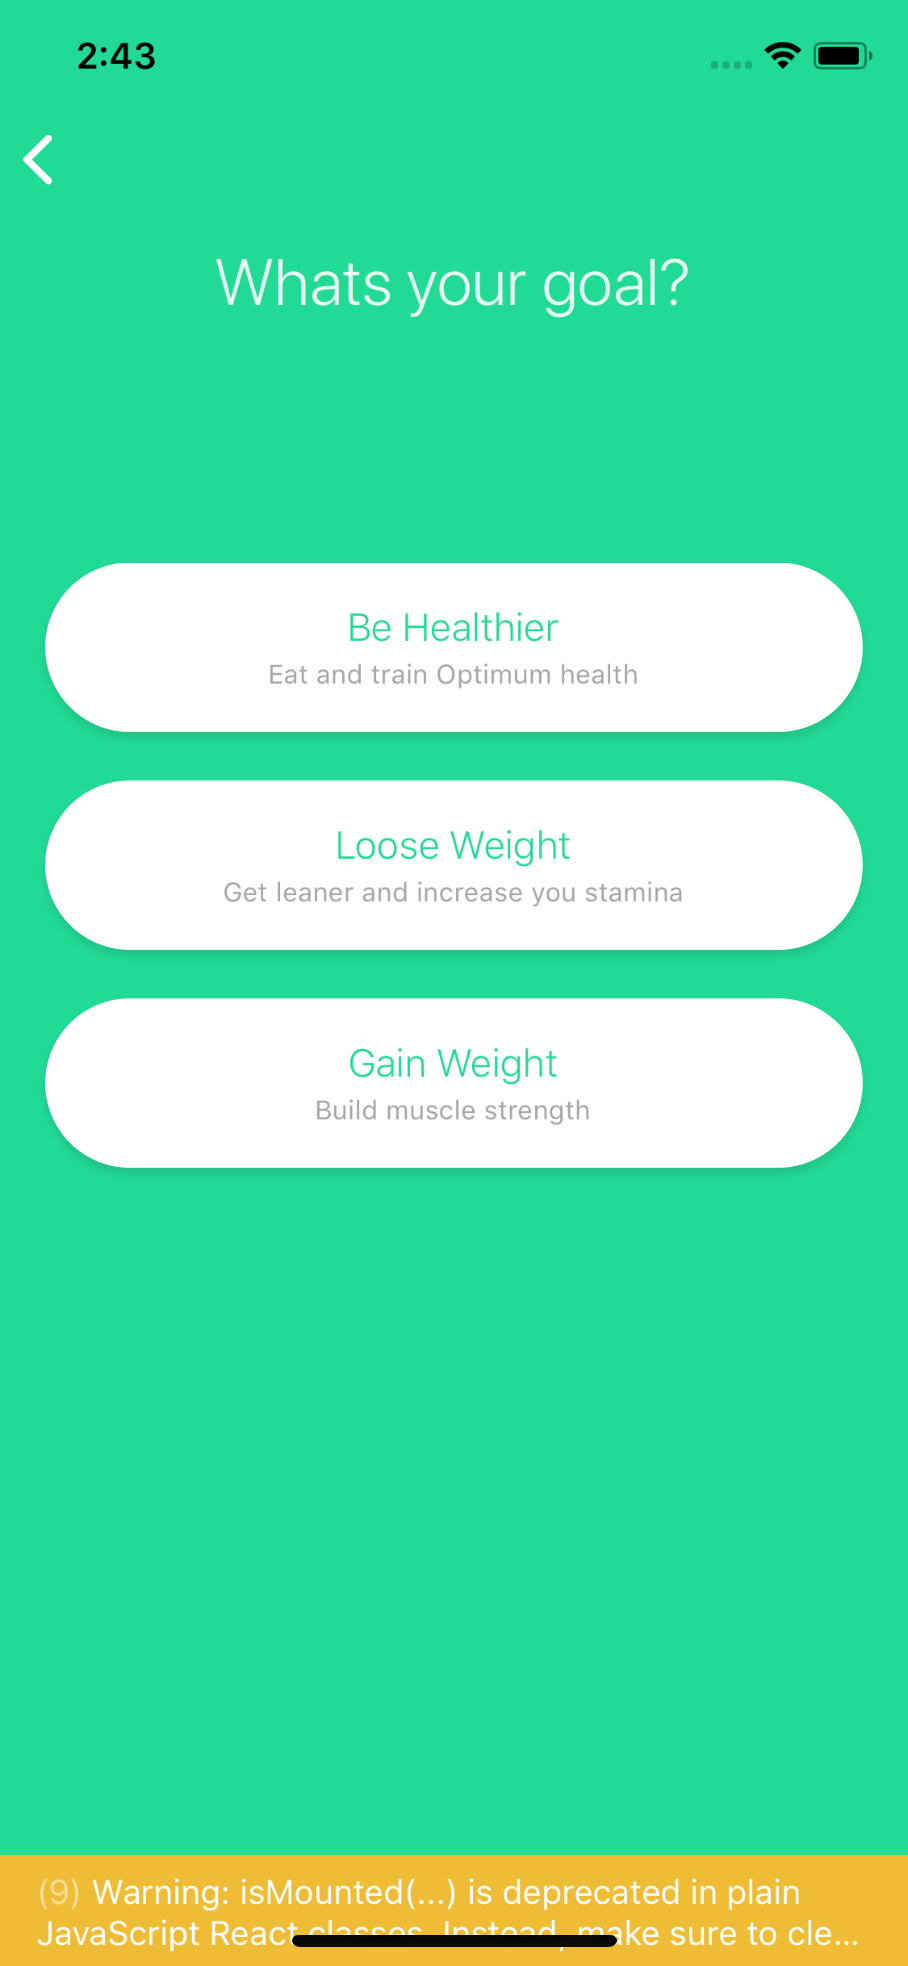 2:43
Whats your goal?
Be Healthier
Eat and train Optimum health
Loose Weight
Get leaner and increase you stamina
Gain Weight
Build muscle strength
(9) Warning: isMounted(...) is deprecated in plain
JavaScript React classes. Instead, make sure to cle...